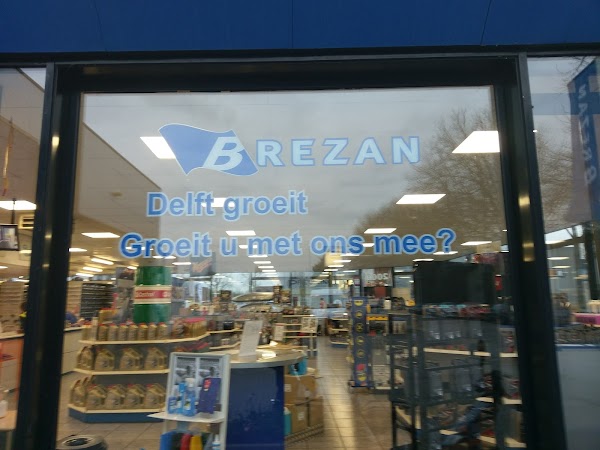 BREZAN
Delft groeit
Groeit u met ons mee?